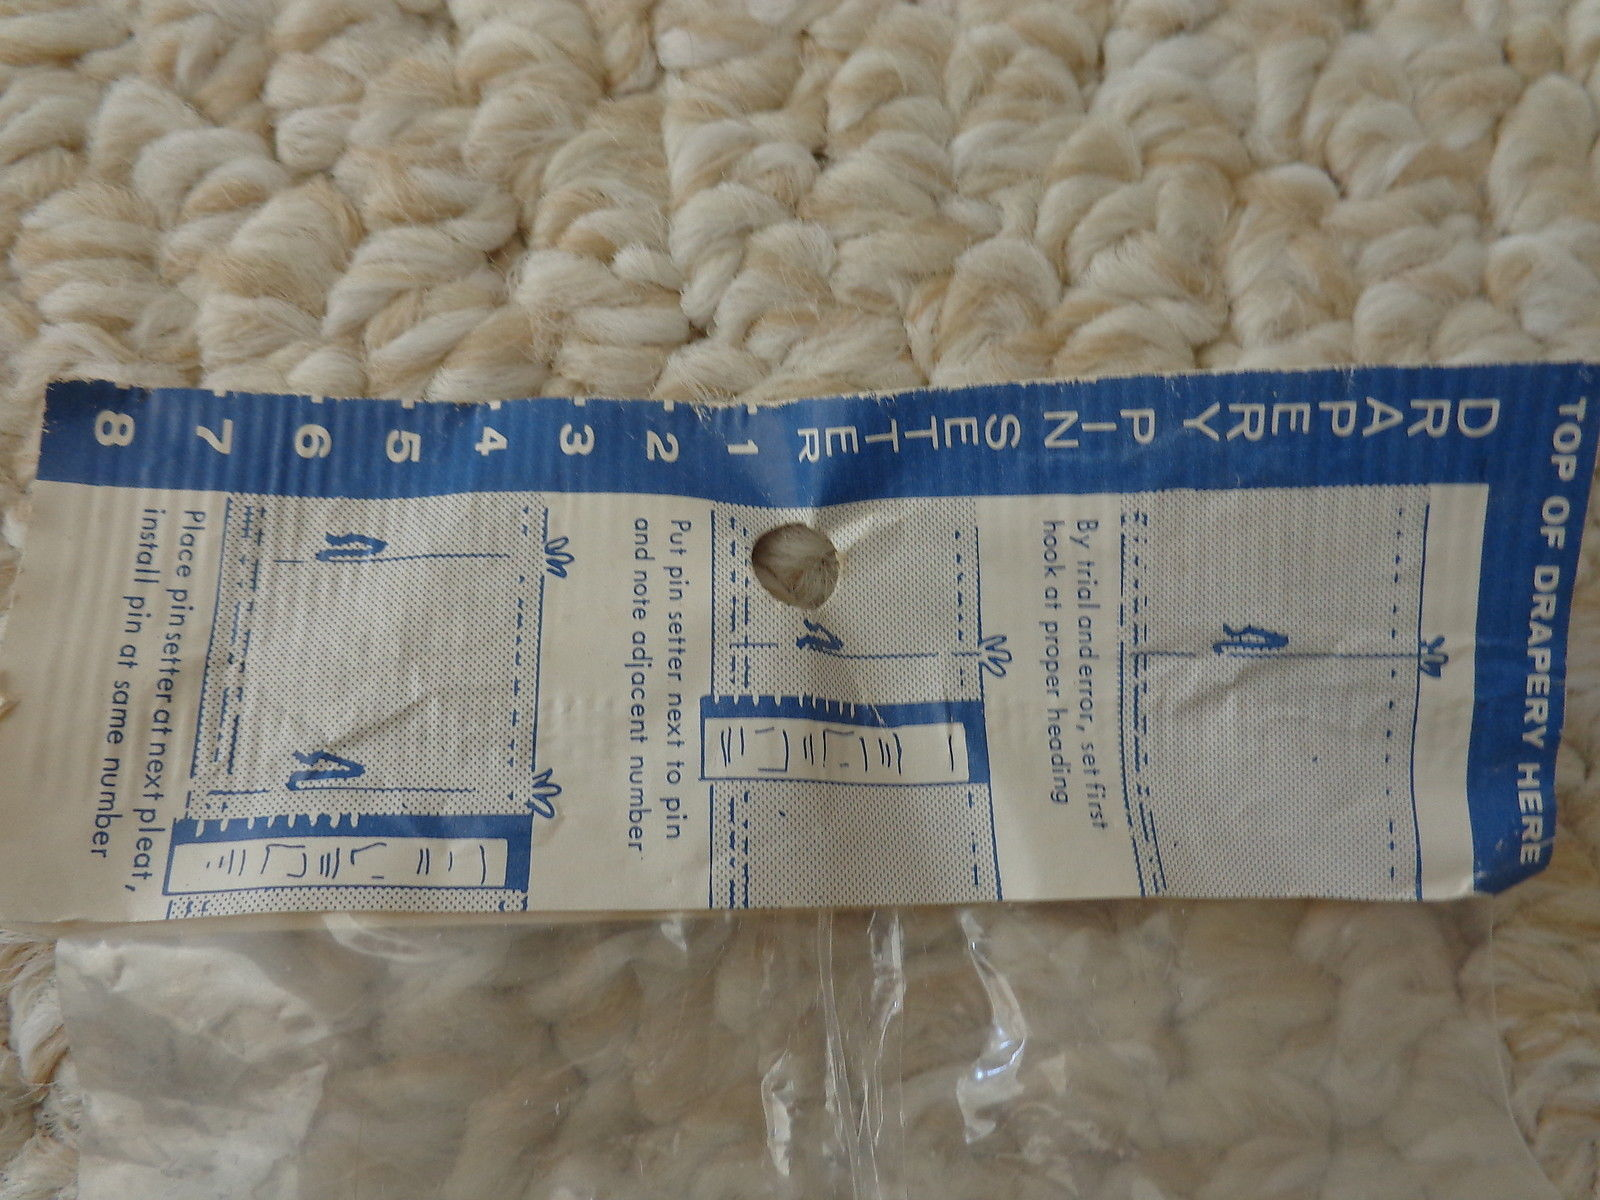 TOP OF DRAPERY HERE
DRAPERY PIN SETTER
1
2
3
4
5
6
7
8
By trial and error, set first
hook at proper heading
Put pin setter next to pin
and note adjacent number
Place pin setter at next pleat,
install pin at same number